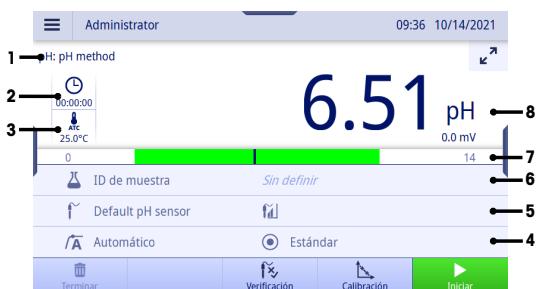 Administrator 09:36 10/14/2021
pH: pH method
00:00:00
ATC
25.0°C
6.51 pH
0.0 mV
0 14
ID de muestra Sin definir
Default pH sensor
A Automático Estándar
Terminar Verificación Calibración Iniciar
1
2
3
8
7
6
5
4